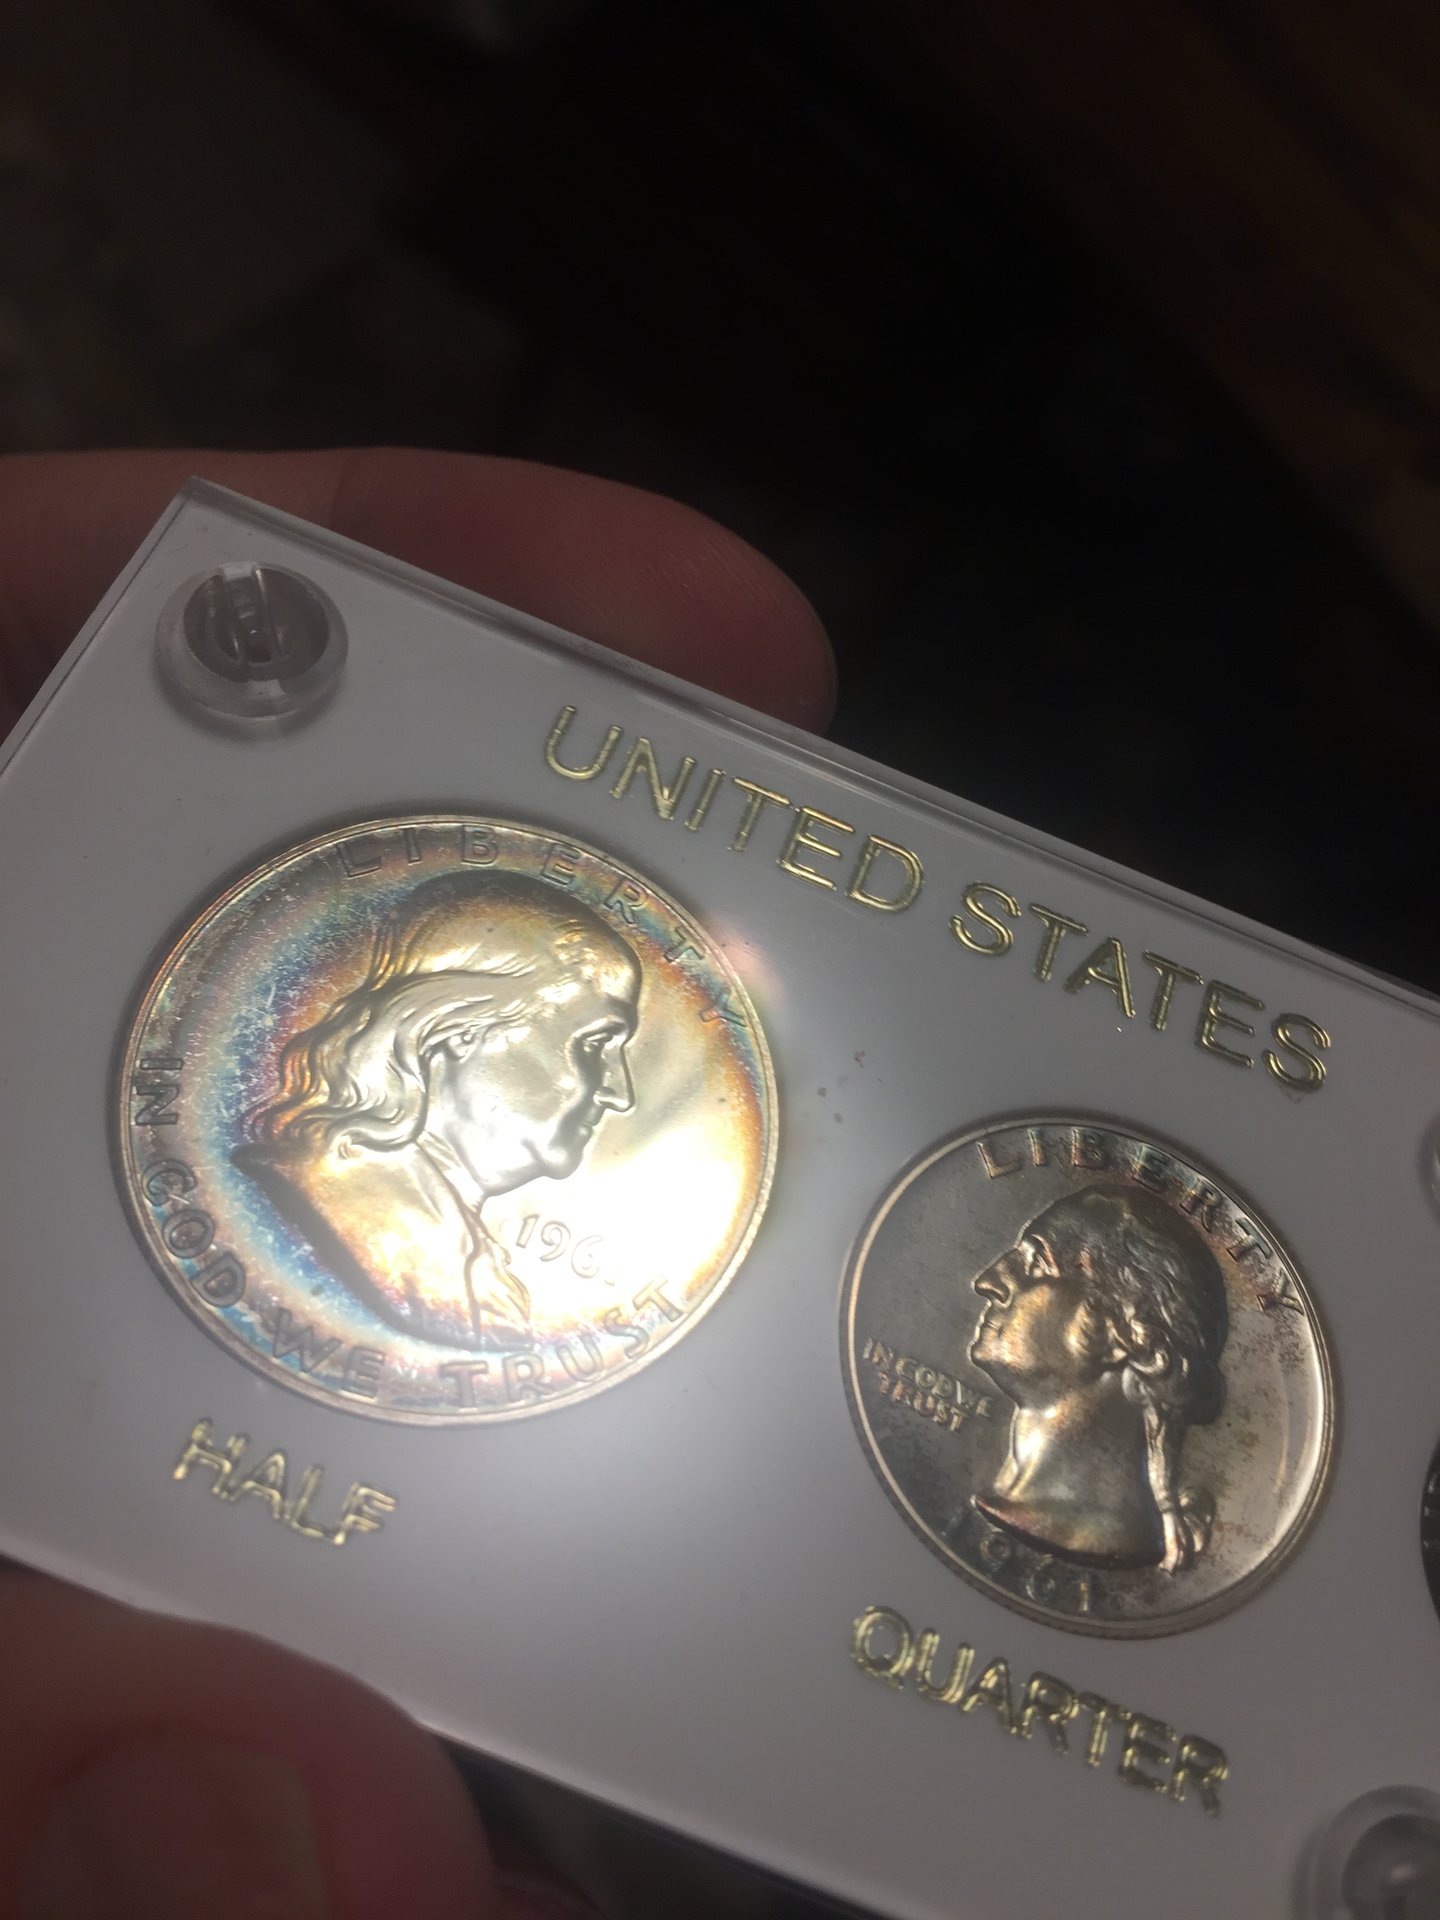 UNITED STATES
LIBERTY
IN GOD WE TRUST
HALF
LIBERTY
IN GOD WE
TRUST
1961
QUARTER